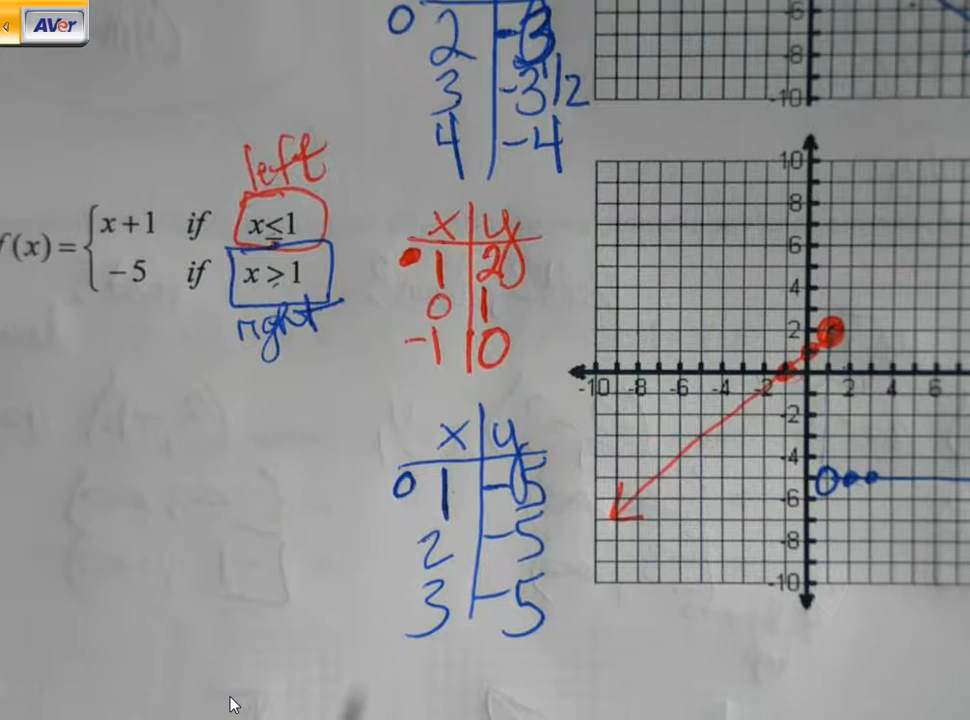 AVer
0 2 -3
3 -3 1/2
4 -4
-6
-8
-10
left
f(x) = { x+1 if x≤1
-5 if x>1
right
x y
1 2
0 1
-1 0
x y
0 1 -5
2 -5
3 -5
10
8
6
4
2
-10 -8 -6 -4 -2 2 4 6
-2
-4
-6
-8
-10